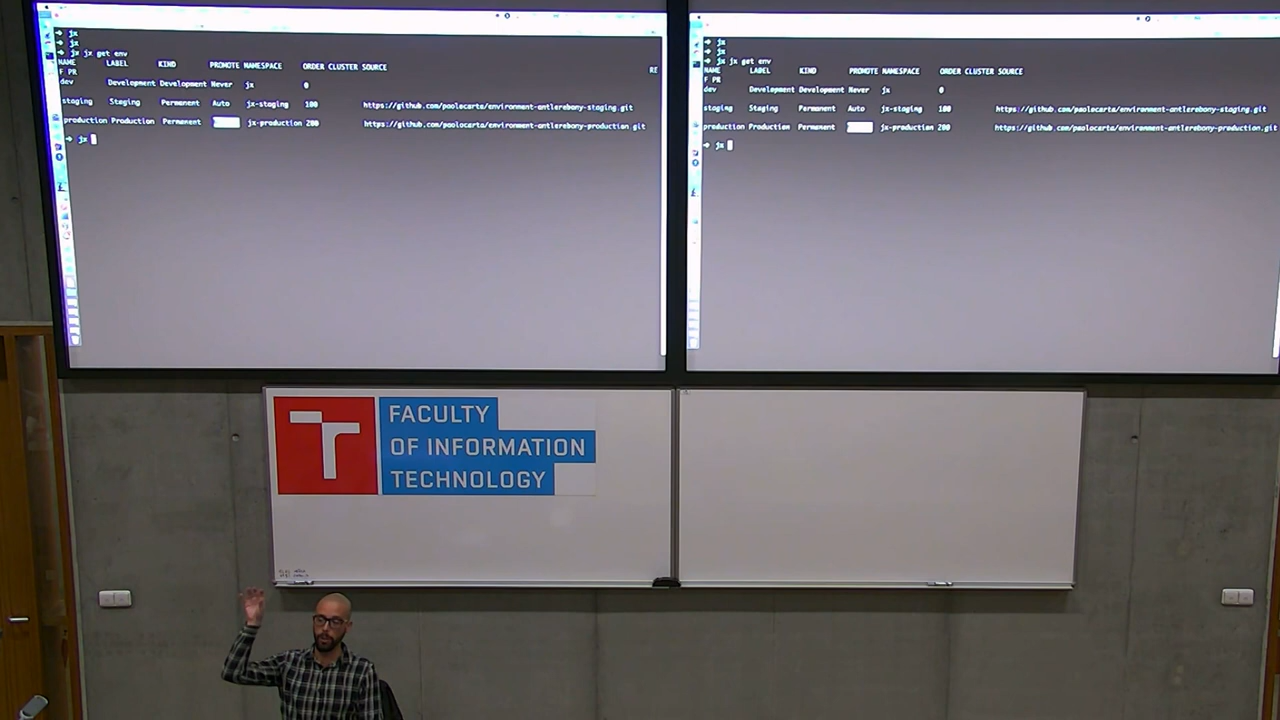 ➜ jx
➜ jx
➜ jx jx get env
NAME LABEL KIND PROMOTE NAMESPACE ORDER CLUSTER SOURCE RE
F PR
dev Development Development Never jx 0
staging Staging Permanent Auto jx-staging 100 https://github.com/paolocarta/environment-antlerebony-staging.git
production Production Permanent jx-production 200 https://github.com/paolocarta/environment-antlerebony-production.git
➜ jx
➜ jx
➜ jx
➜ jx jx get env
NAME LABEL KIND PROMOTE NAMESPACE ORDER CLUSTER SOURCE
F PR
dev Development Development Never jx 0
staging Staging Permanent Auto jx-staging 100 https://github.com/paolocarta/environment-antlerebony-staging.git
production Production Permanent jx-production 200 https://github.com/paolocarta/environment-antlerebony-production.git
➜ jx
FACULTY
OF INFORMATION
TECHNOLOGY